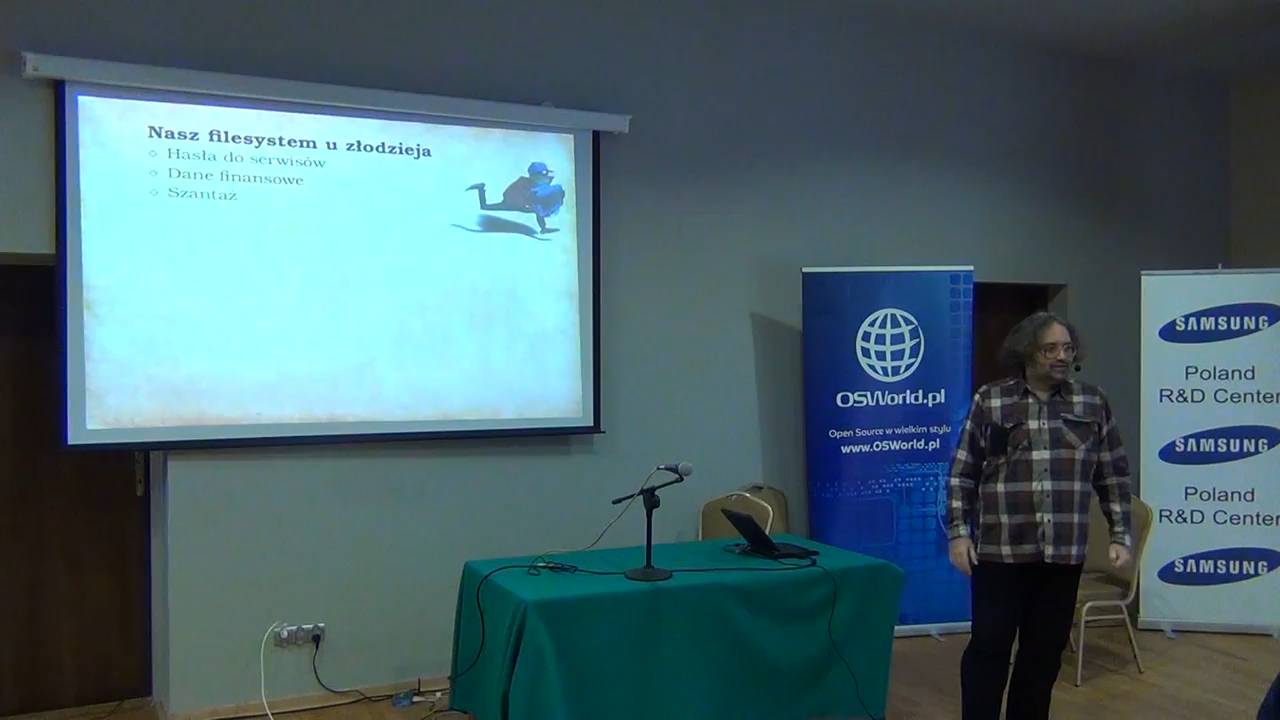 Nasz filesystem u złodzieja
Hasła do serwisów
Dane finansowe
Szantaż
OSWorld.pl
Open Source w wielkim stylu
www.OSWorld.pl
SAMSUNG
Poland
R&D Center
SAMSUNG
Poland
R&D Center
SAMSUNG